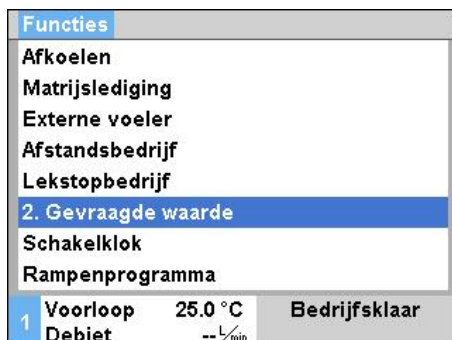 Functies
Afkoelen
Matrijslediging
Externe voeler
Afstandsbedrijf
Lekstopbedrijf
2. Gevraagde waarde
Schakelklok
Rampenprogramma
1 Voorloop 25.0 °C Bedrijfsklaar
Debiet -- L/min